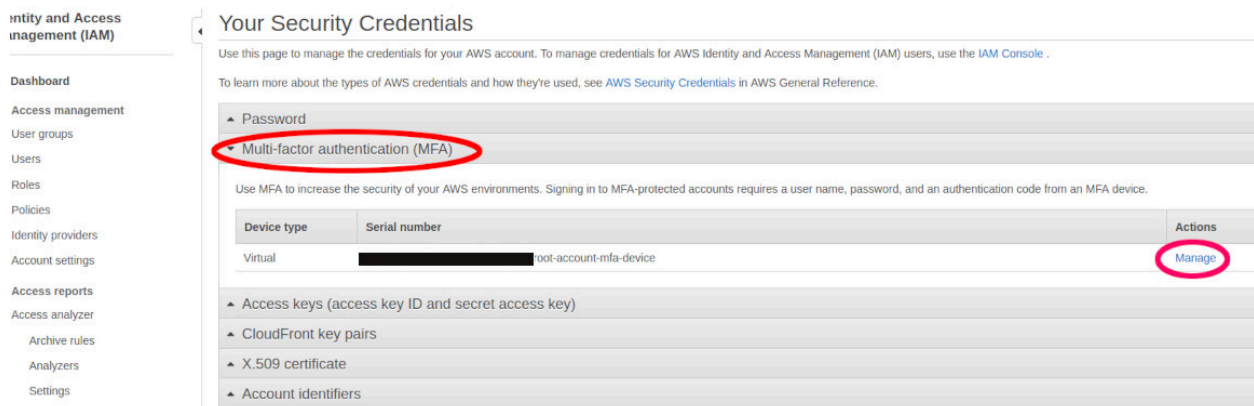 entity and Access
anagement (IAM)
Dashboard
Access management
User groups
Users
Roles
Policies
Identity providers
Account settings
Access reports
Access analyzer
Archive rules
Analyzers
Settings
Your Security Credentials
Use this page to manage the credentials for your AWS account. To manage credentials for AWS Identity and Access Management (IAM) users, use the IAM Console .
To learn more about the types of AWS credentials and how they're used, see AWS Security Credentials in AWS General Reference.
Password
Multi-factor authentication (MFA)
Use MFA to increase the security of your AWS environments. Signing in to MFA-protected accounts requires a user name, password, and an authentication code from an MFA device.
Device type Serial number Actions
Virtual root-account-mfa-device Manage
Access keys (access key ID and secret access key)
CloudFront key pairs
X.509 certificate
Account identifiers